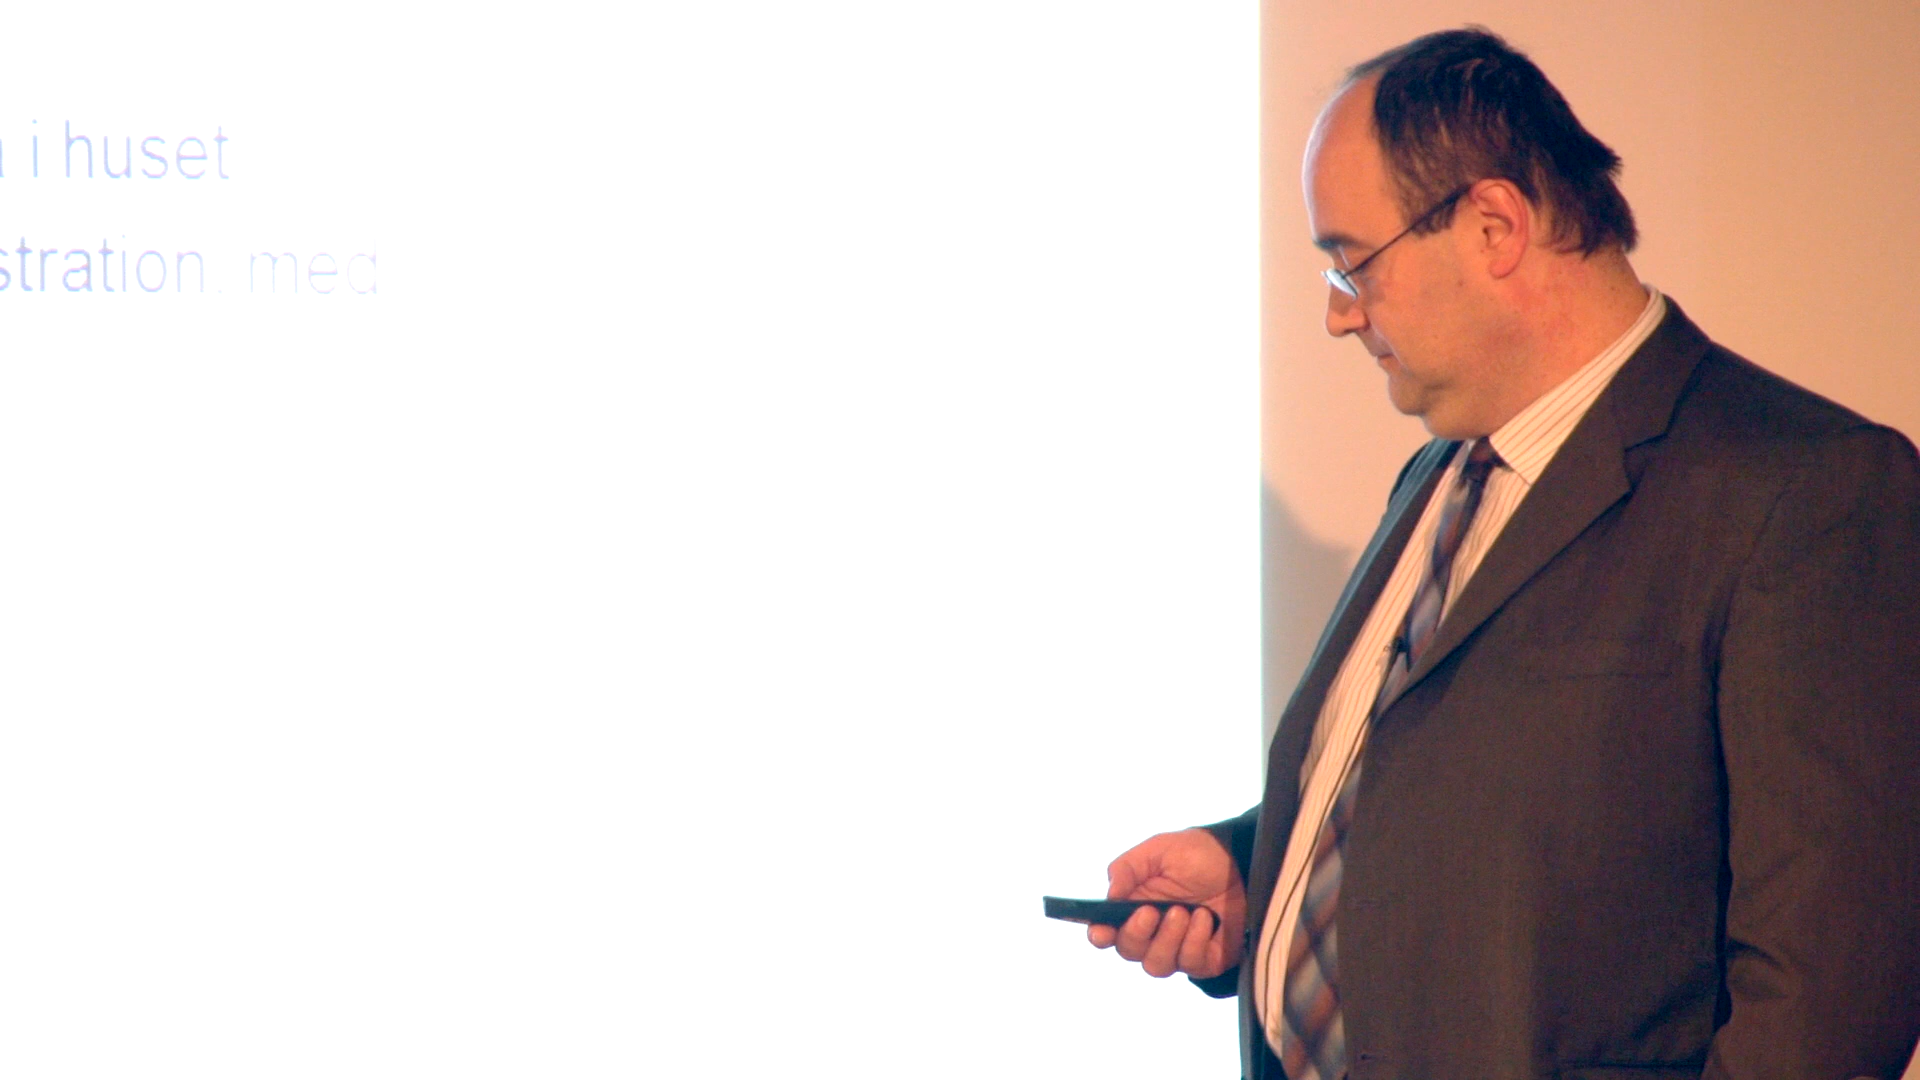 i huset
stration. med